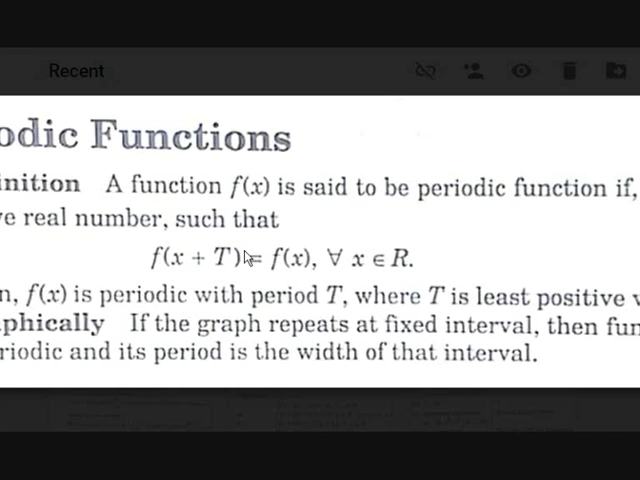 Recent
odic Functions
inition A function f(x) is said to be periodic function if,
ve real number, such that
f(x + T) = f(x), ∀ x ∈ R.
n, f(x) is periodic with period T, where T is least positive v
phically If the graph repeats at fixed interval, then fun
riodic and its period is the width of that interval.